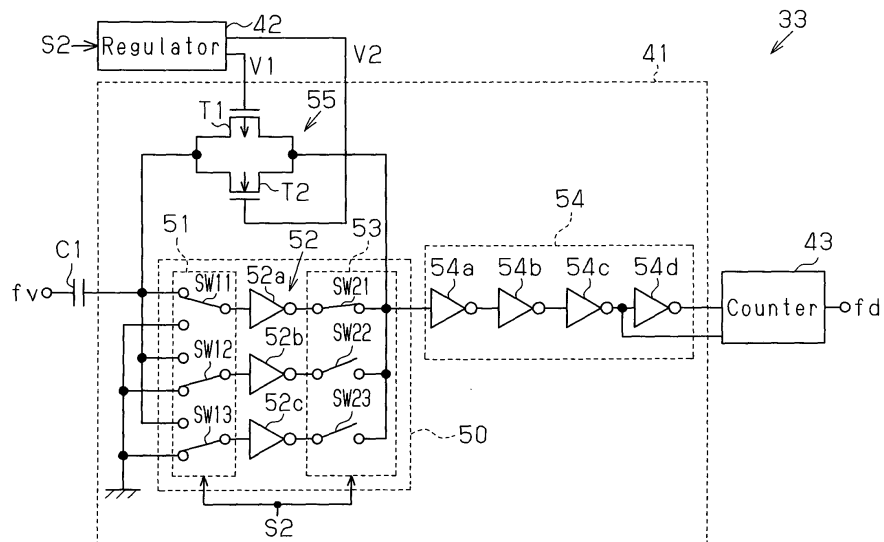 42
33
S2
Regulator
V1
V2
41
T1
55
T2
54
51
52
53
43
C1
SW11
52a
SW21
54a
54b
54c
54d
fv
Counter
fd
SW12
52b
SW22
SW13
52c
SW23
50
S2